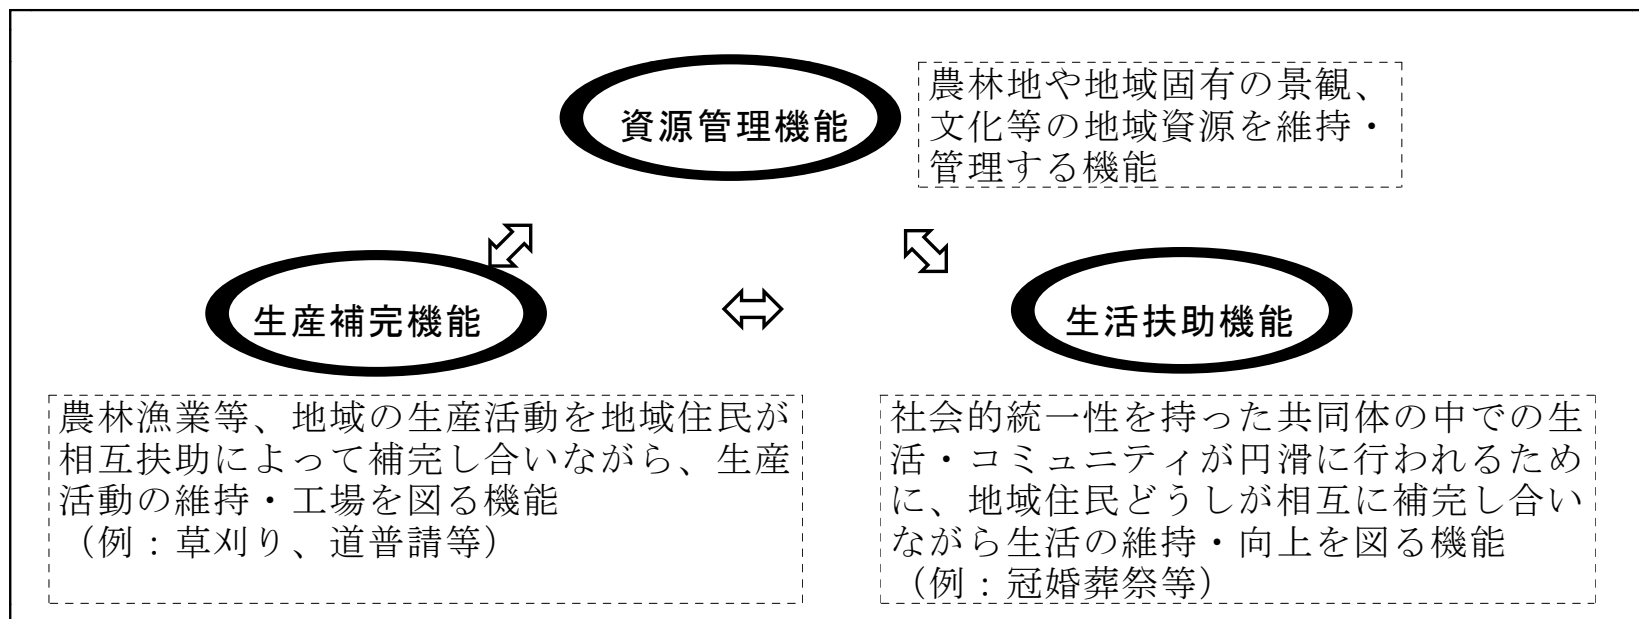 資源管理機能
農林地や地域固有の景観、
文化等の地域資源を維持・
管理する機能
生産補完機能
生活扶助機能
農林漁業等、地域の生産活動を地域住民が
相互扶助によって補完し合いながら、生産
活動の維持・工場を図る機能
（例：草刈り、道普請等）
社会的統一性を持った共同体の中での生
活・コミュニティが円滑に行われるため
に、地域住民どうしが相互に補完し合い
ながら生活の維持・向上を図る機能
（例：冠婚葬祭等）